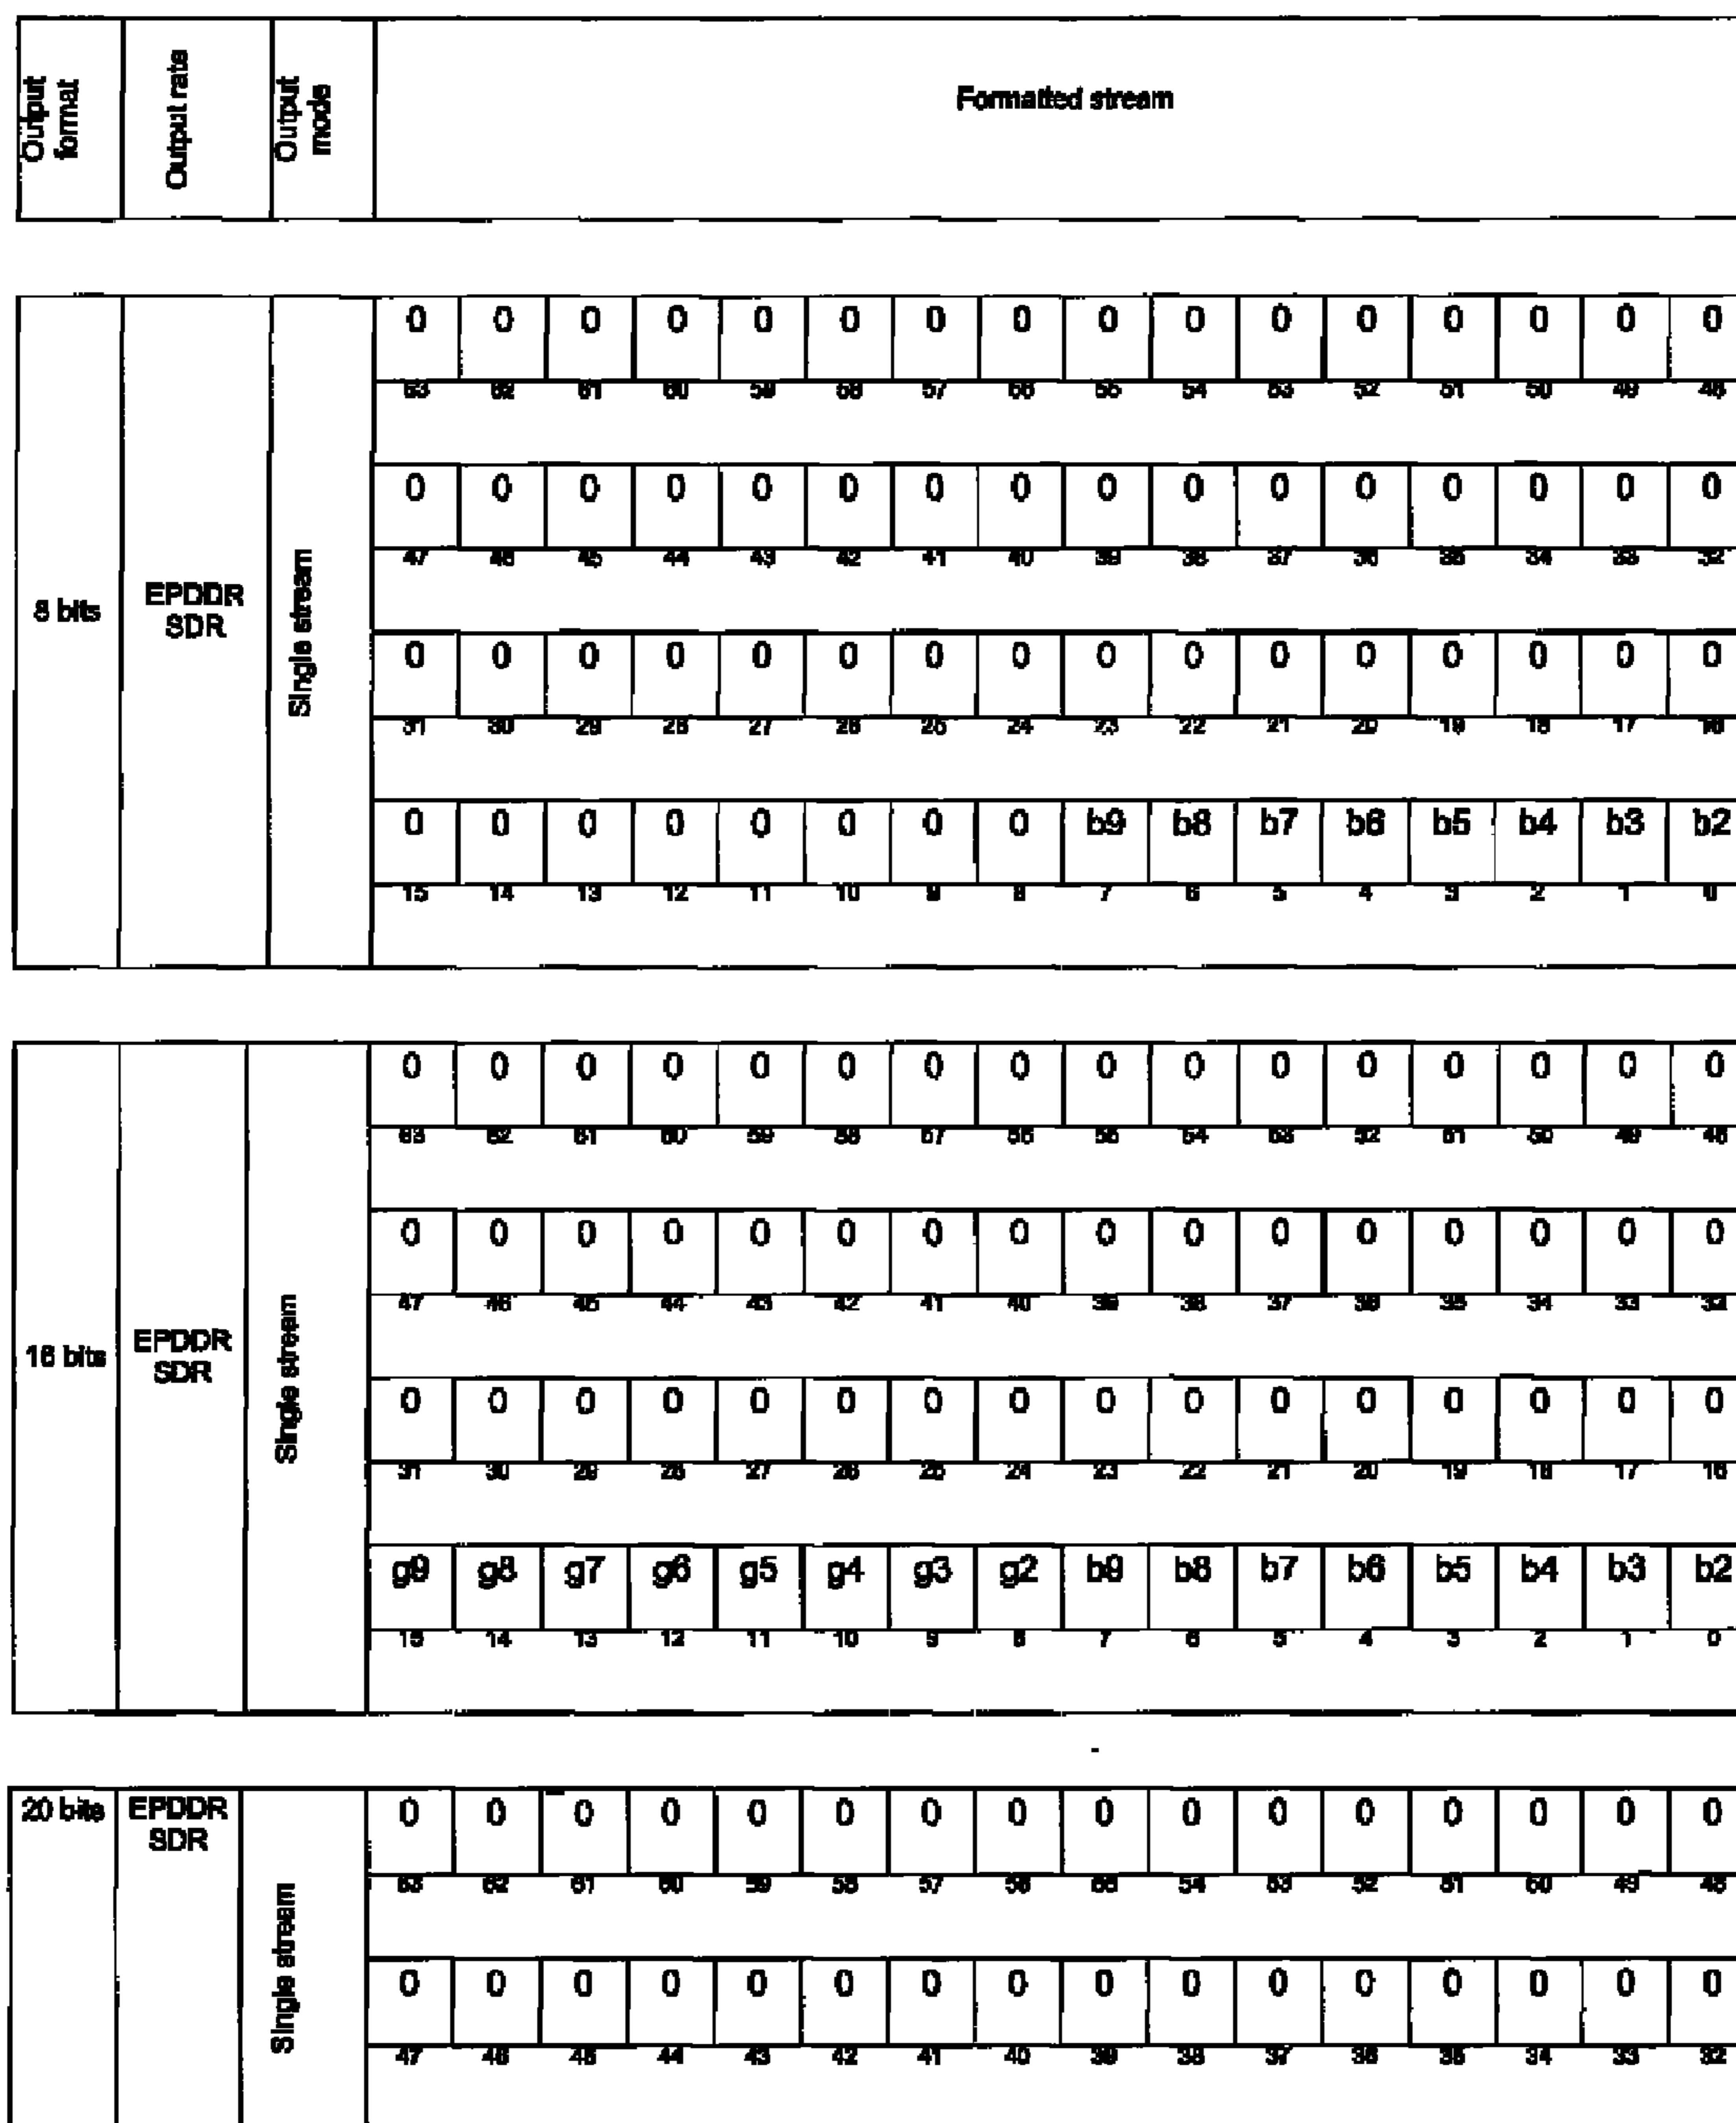 Output format
Output rate
Output mode
Formatted stream
8 bits
EPDDR SDR
Single stream
0 0 0 0 0 0 0 0 0 0 0 0 0 0 0 0
63 62 61 60 59 58 57 56 55 54 53 52 51 50 49 48
0 0 0 0 0 0 0 0 0 0 0 0 0 0 0 0
47 46 45 44 43 42 41 40 39 38 37 36 35 34 33 32
0 0 0 0 0 0 0 0 0 0 0 0 0 0 0 0
31 30 29 28 27 26 25 24 23 22 21 20 19 18 17 16
0 0 0 0 0 0 0 0 b9 b8 b7 b6 b5 b4 b3 b2
15 14 13 12 11 10 9 8 7 6 5 4 3 2 1 0
16 bits
EPDDR SDR
Single stream
0 0 0 0 0 0 0 0 0 0 0 0 0 0 0 0
63 62 61 60 59 58 57 56 55 54 53 52 51 50 49 48
0 0 0 0 0 0 0 0 0 0 0 0 0 0 0 0
47 46 45 44 43 42 41 40 39 38 37 36 35 34 33 32
0 0 0 0 0 0 0 0 0 0 0 0 0 0 0 0
31 30 29 28 27 26 25 24 23 22 21 20 19 18 17 16
g9 g8 g7 g6 g5 g4 g3 g2 b9 b8 b7 b6 b5 b4 b3 b2
15 14 13 12 11 10 9 8 7 6 5 4 3 2 1 0
20 bits
EPDDR SDR
Single stream
0 0 0 0 0 0 0 0 0 0 0 0 0 0 0 0
63 62 61 60 59 58 57 56 55 54 53 52 51 50 49 48
0 0 0 0 0 0 0 0 0 0 0 0 0 0 0 0
47 46 45 44 43 42 41 40 39 38 37 36 35 34 33 32